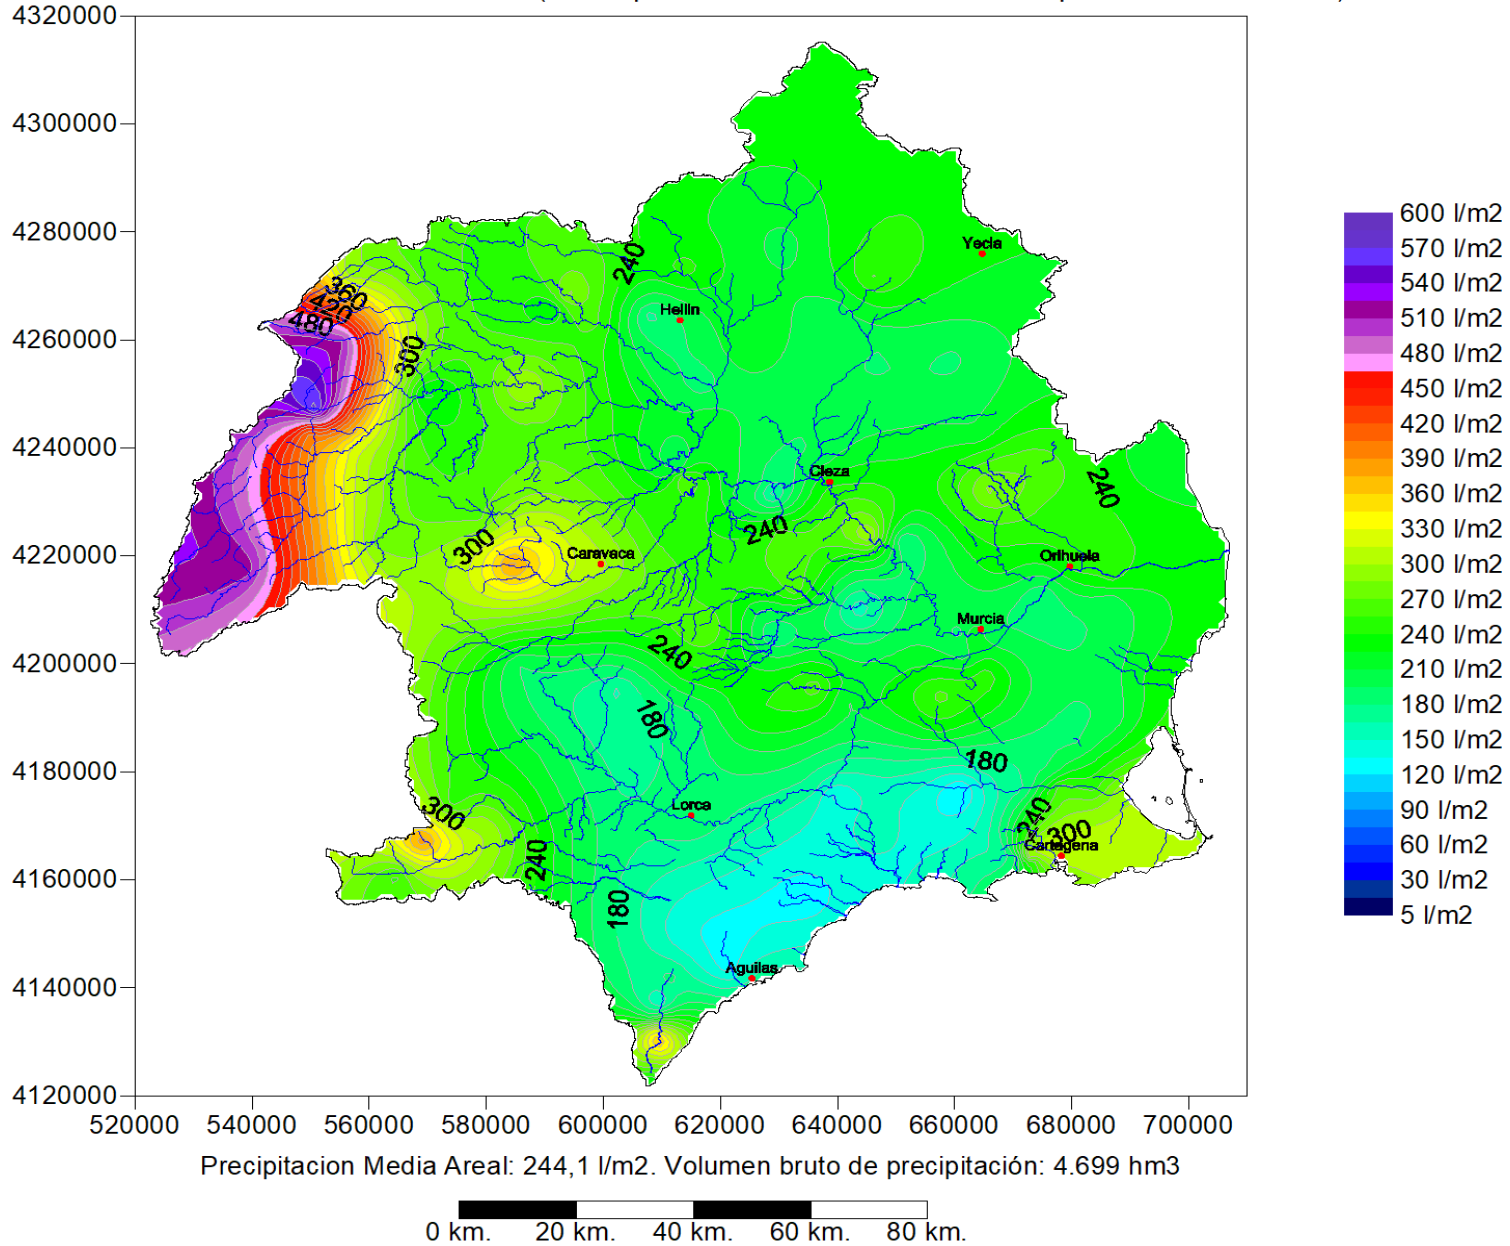 4320000
4300000
4280000
4260000
4240000
4220000
4200000
4180000
4160000
4140000
4120000
520000 540000 560000 580000 600000 620000 640000 660000 680000 700000
Yecla
240
360
420
480
Hellin
300
Cieza
240
240
300
Caravaca
Orihuela
Murcia
240
180
180
300
Lorca
240
300
Cartagena
240
180
Aguilas
600 l/m2
570 l/m2
540 l/m2
510 l/m2
480 l/m2
450 l/m2
420 l/m2
390 l/m2
360 l/m2
330 l/m2
300 l/m2
270 l/m2
240 l/m2
210 l/m2
180 l/m2
150 l/m2
120 l/m2
90 l/m2
60 l/m2
30 l/m2
5 l/m2
Precipitacion Media Areal: 244,1 l/m2. Volumen bruto de precipitación: 4.699 hm3
0 km. 20 km. 40 km. 60 km. 80 km.